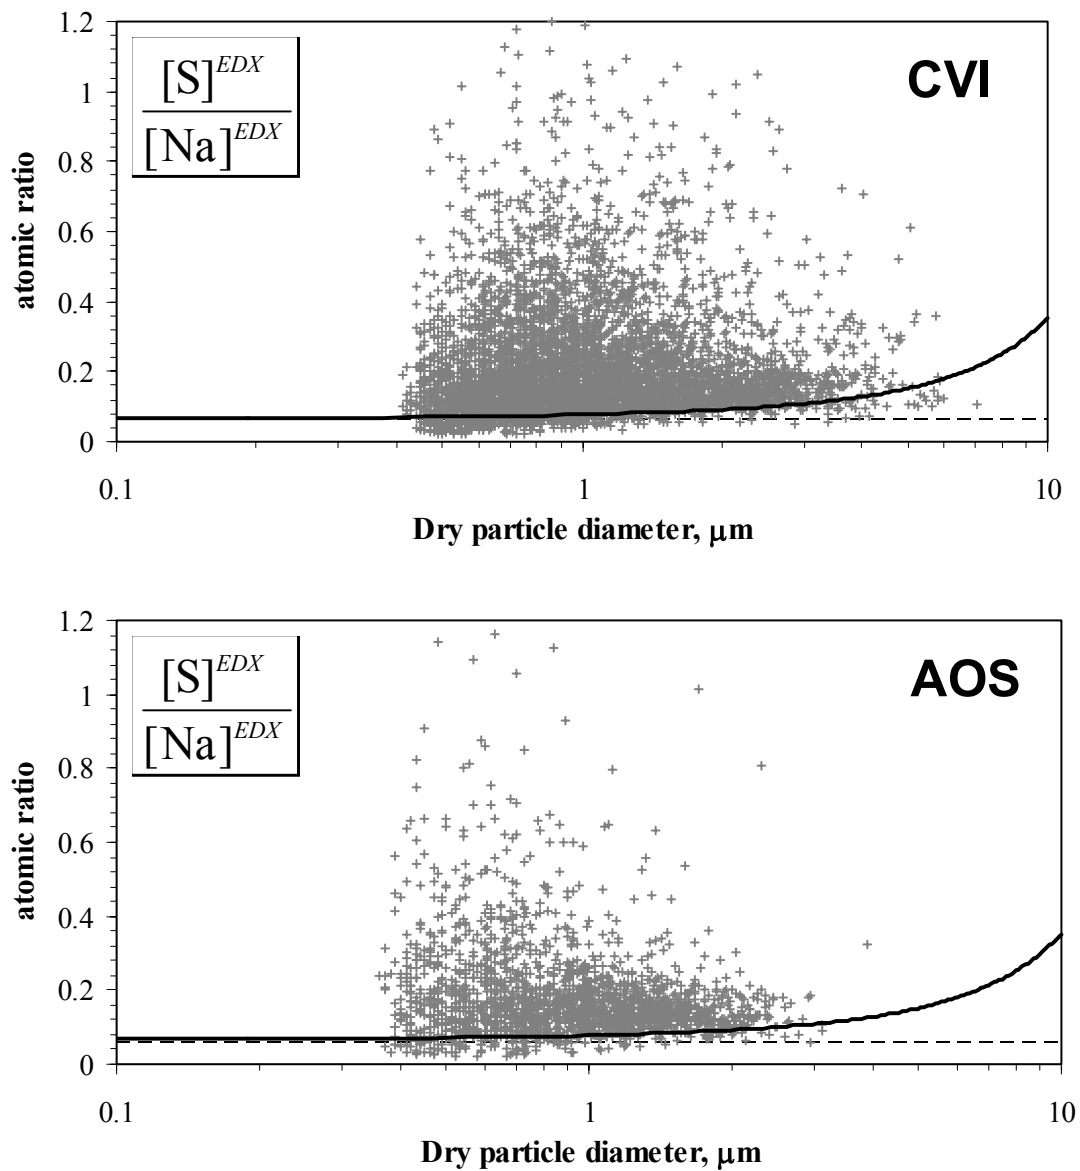 1.2
1
0.8
0.6
0.4
0.2
0
atomic ratio
[S]^EDX
[Na]^EDX
CVI
0.1 1 10
Dry particle diameter, μm
1.2
1
0.8
0.6
0.4
0.2
0
atomic ratio
[S]^EDX
[Na]^EDX
AOS
0.1 1 10
Dry particle diameter, μm